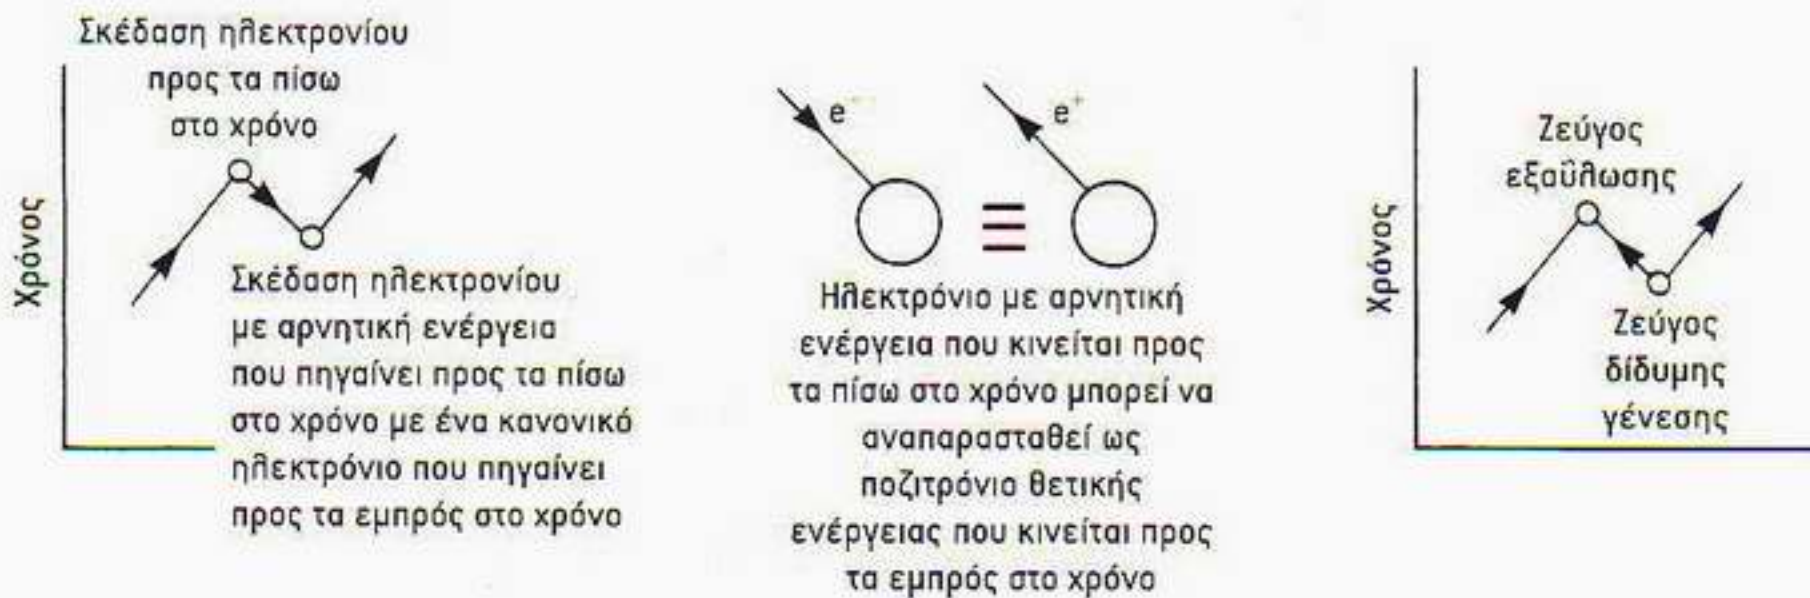 Σκέδαση ηλεκτρονίου
προς τα πίσω
στο χρόνο
Χρόνος
Σκέδαση ηλεκτρονίου
με αρνητική ενέργεια
που πηγαίνει προς τα πίσω
στο χρόνο με ένα κανονικό
ηλεκτρόνιο που πηγαίνει
προς τα εμπρός στο χρόνο
e⁻
e⁺
≡
Ηλεκτρόνιο με αρνητική
ενέργεια που κινείται προς
τα πίσω στο χρόνο μπορεί να
αναπαρασταθεί ως
ποζιτρόνιο θετικής
ενέργειας που κινείται προς
τα εμπρός στο χρόνο
Χρόνος
Ζεύγος
εξαΰλωσης
Ζεύγος
δίδυμης
γένεσης